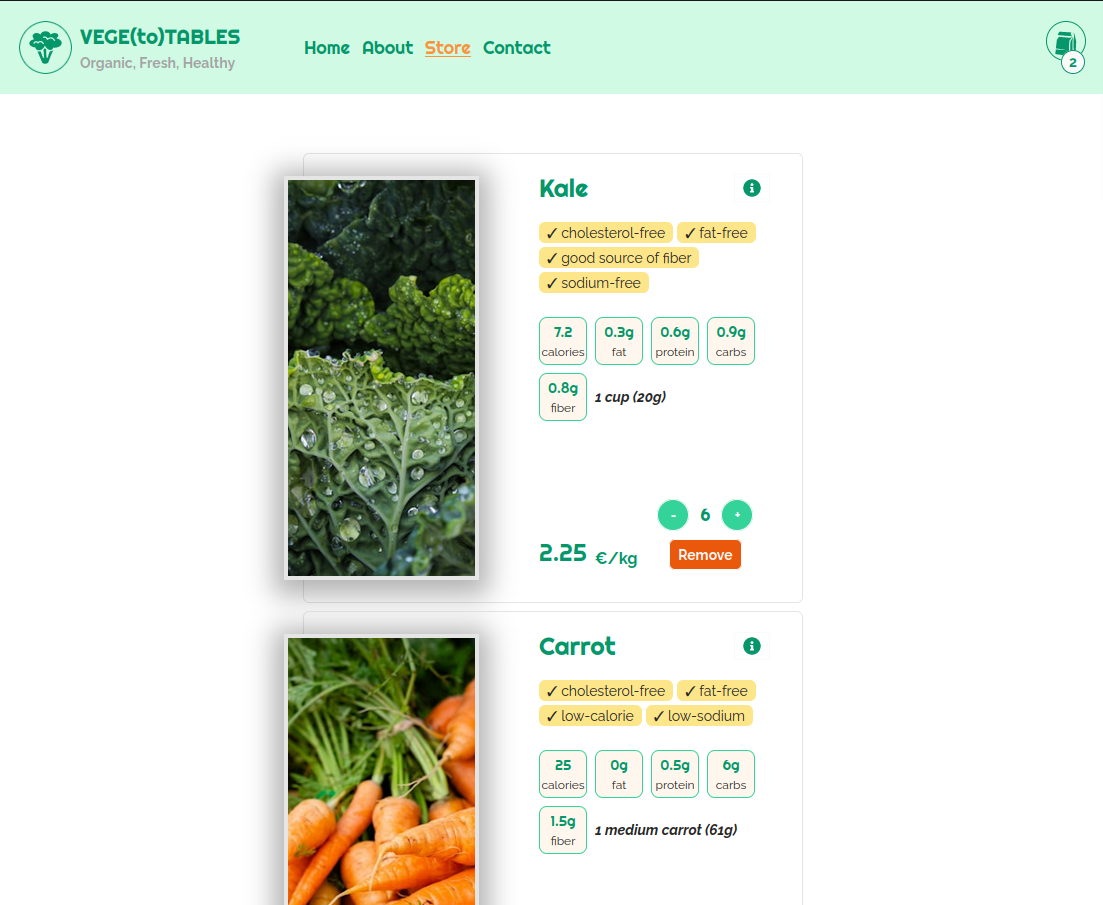 VEGE(to)TABLES
Organic, Fresh, Healthy
Home About Store Contact
2
Kale
✓ cholesterol-free ✓ fat-free
✓ good source of fiber
✓ sodium-free
7.2 0.3g 0.6g 0.9g
calories fat protein carbs
0.8g
fiber
1 cup (20g)
- 6 +
2.25 €/kg
Remove
Carrot
✓ cholesterol-free ✓ fat-free
✓ low-calorie ✓ low-sodium
25 0g 0.5g 6g
calories fat protein carbs
1.5g
fiber
1 medium carrot (61g)